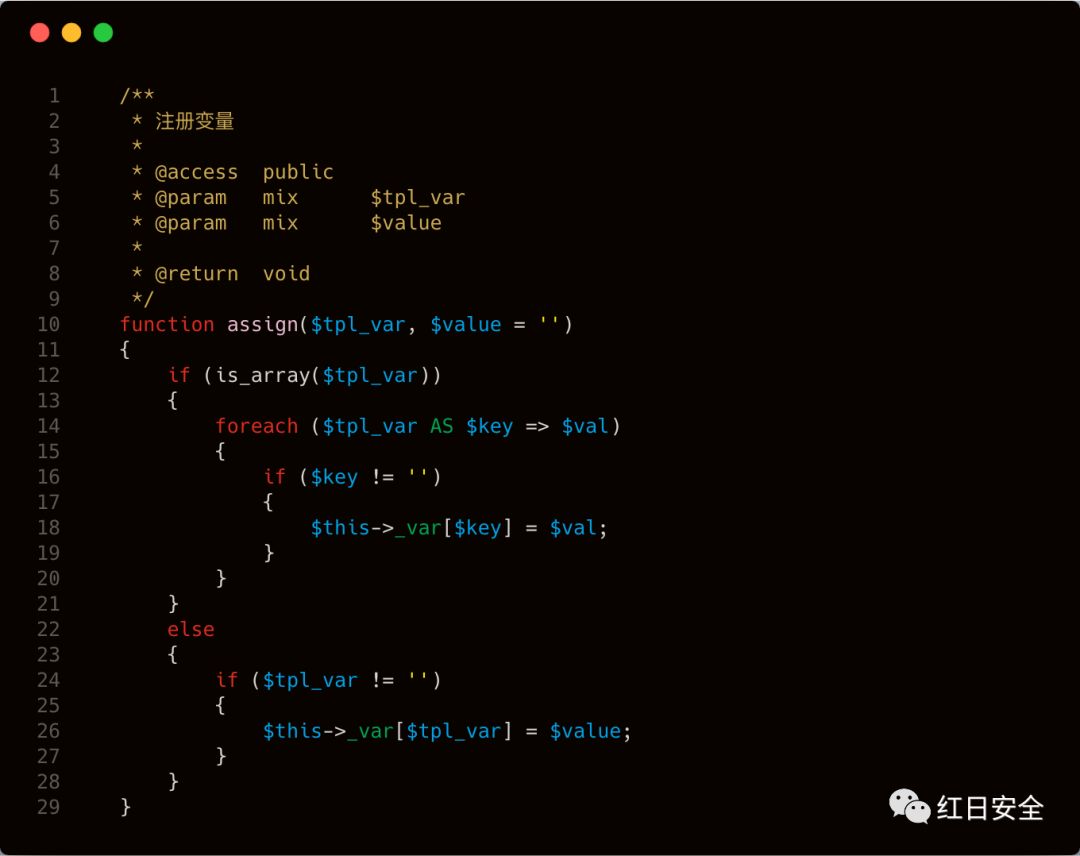 1 /**
2  * 注册变量
3  *
4  * @access  public
5  * @param   mix      $tpl_var
6  * @param   mix      $value
7  *
8  * @return  void
9  */
10 function assign($tpl_var, $value = '')
11 {
12     if (is_array($tpl_var))
13     {
14         foreach ($tpl_var AS $key => $val)
15         {
16             if ($key != '')
17             {
18                 $this->_var[$key] = $val;
19             }
20         }
21     }
22     else
23     {
24         if ($tpl_var != '')
25         {
26             $this->_var[$tpl_var] = $value;
27         }
28     }
29 }
红日安全